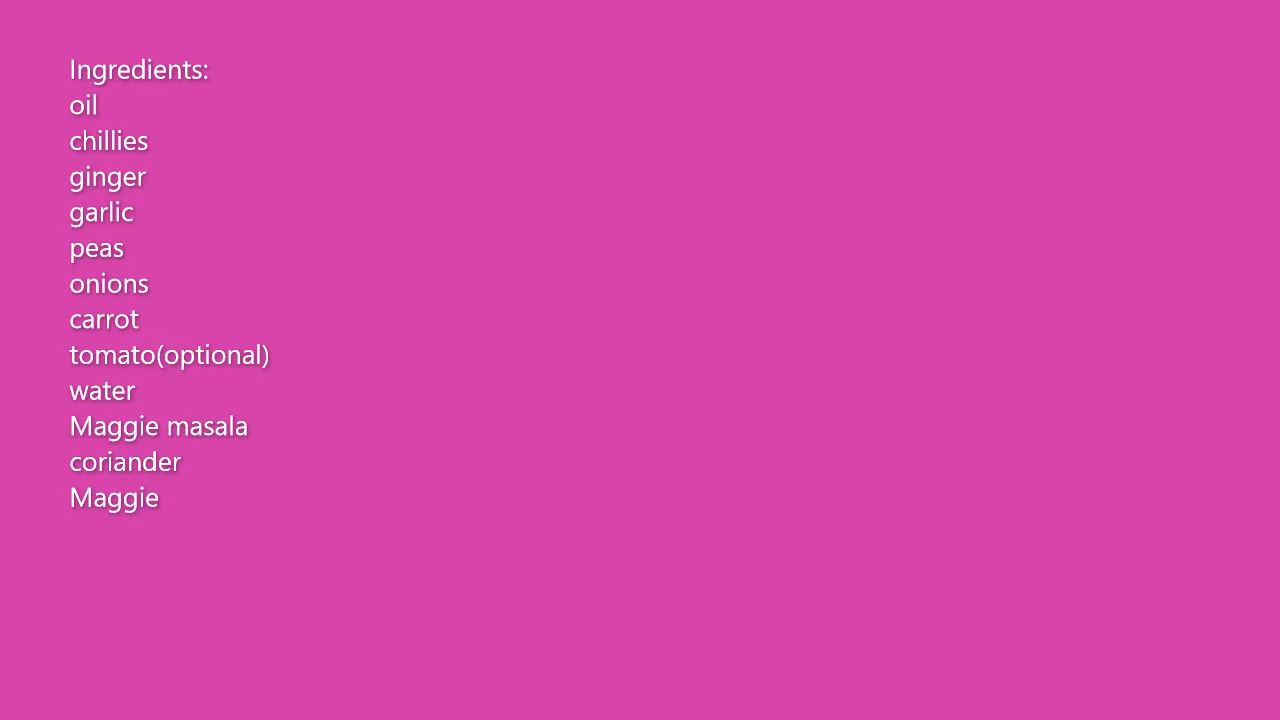 Ingredients:
oil
chillies
ginger
garlic
peas
onions
carrot
tomato(optional)
water
Maggie masala
coriander
Maggie